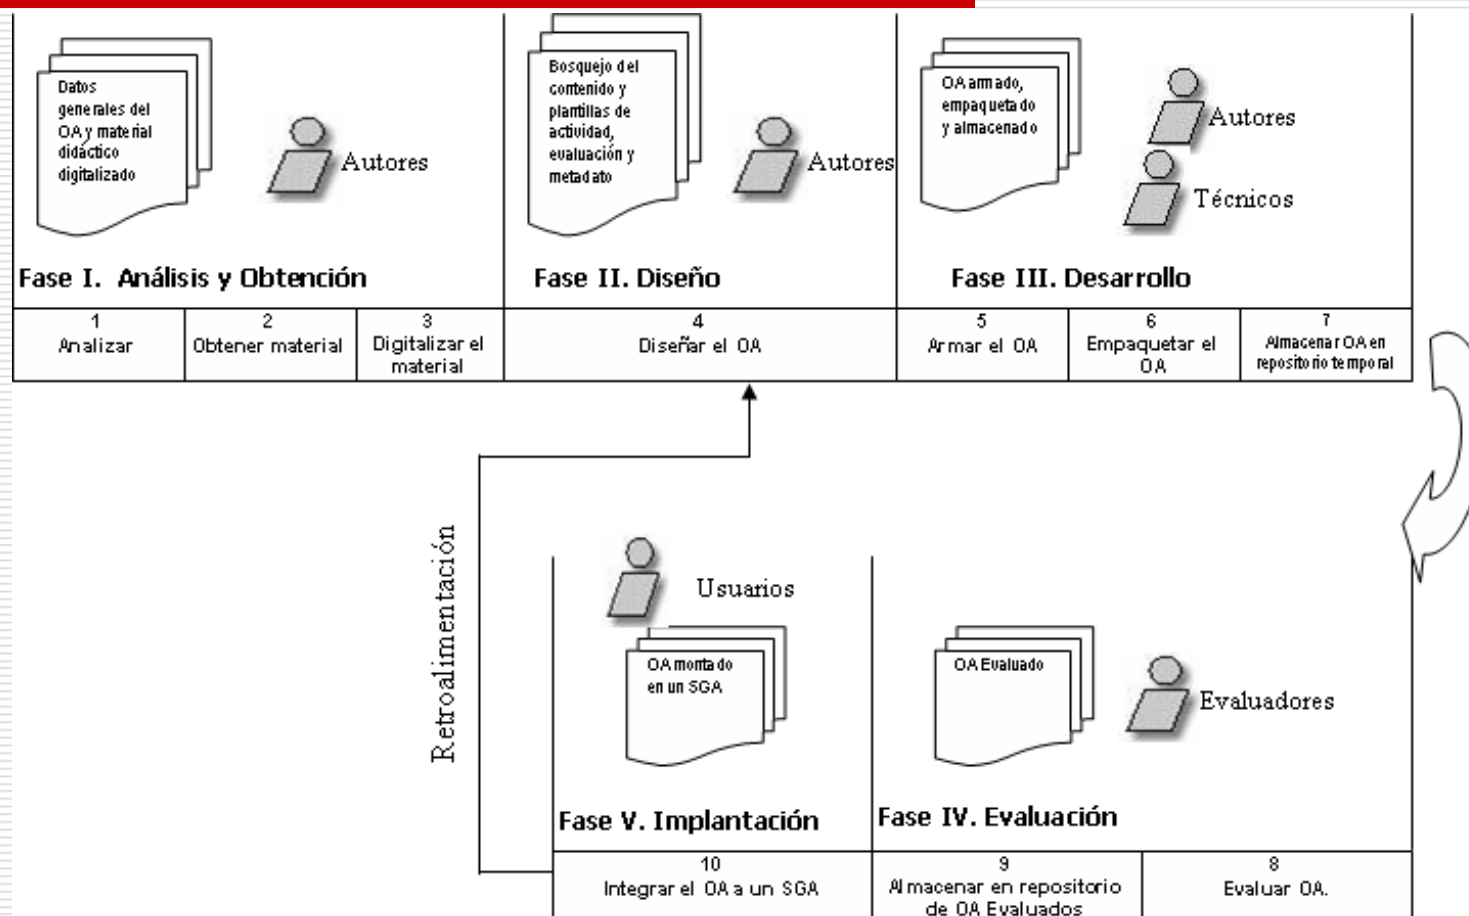 Datos
generales del
OA y material
didáctico
digitalizado
Autores
Fase I. Análisis y Obtención
1
Analizar
2
Obtener material
3
Digitalizar el
material
Bosquejo del
contenido y
plantillas de
actividad,
evaluación y
metadato
Autores
Fase II. Diseño
4
Diseñar el OA
OA armado,
empaquetado
y almacenado
Autores
Técnicos
Fase III. Desarrollo
5
Armar el OA
6
Empaquetar el
OA
7
Almacenar OA en
repositorio temporal
Retroalimentación
Usuarios
OA montado
en un SGA
Fase V. Implantación
10
Integrar el OA a un SGA
OA Evaluado
Evaluadores
Fase IV. Evaluación
9
Almacenar en repositorio
de OA Evaluados
8
Evaluar OA.